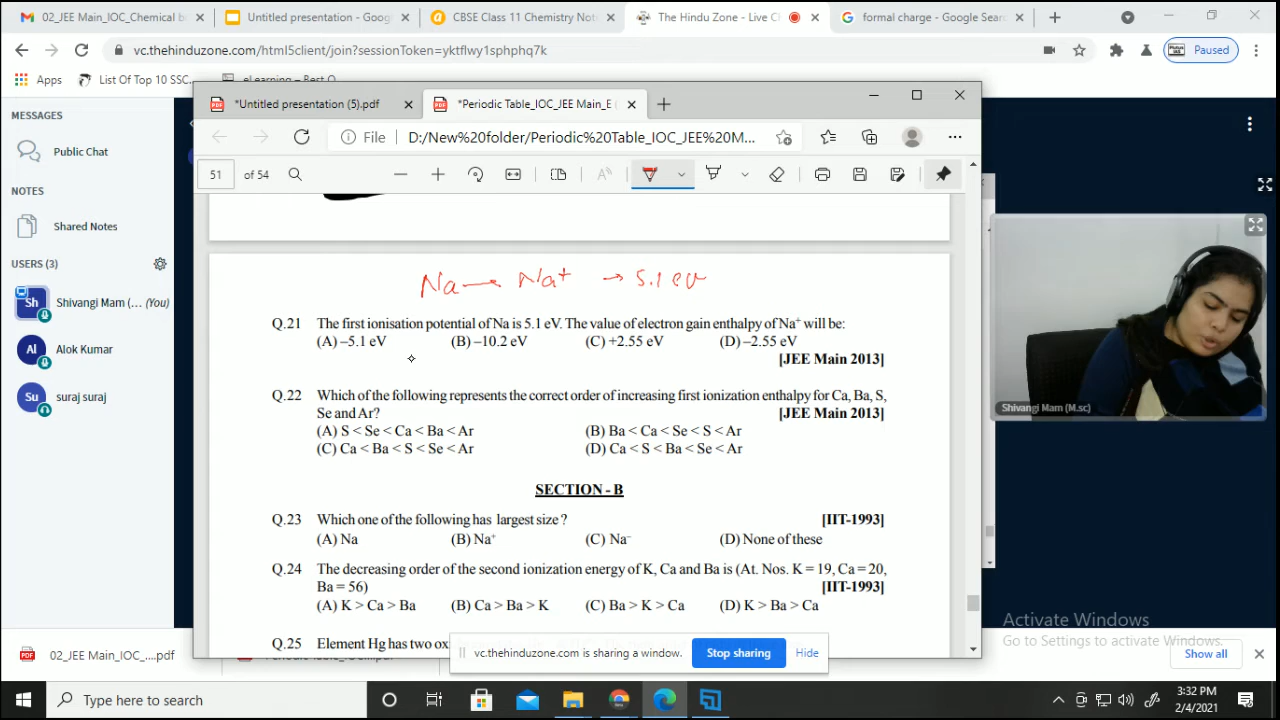 02_JEE Main_IOC_Chemical b
Untitled presentation - Goog
CBSE Class 11 Chemistry Note
The Hindu Zone - Live C
formal charge - Google Sear
vc.thehinduzone.com/html5client/join?sessionToken=yktflwy1sphphq7k
Paused
Apps
List Of Top 10 SSC...
eLearning – Best O
MESSAGES
Public Chat
NOTES
Shared Notes
USERS (3)
Sh
Shivangi Mam (... (You)
Al
Alok Kumar
Su
suraj suraj
*Untitled presentation (5).pdf
*Periodic Table_IOC_JEE Main_E (
File
D:/New%20folder/Periodic%20Table_IOC_JEE%20M...
51 of 54
Na → Na⁺ → 5.1 ev
Q.21 The first ionisation potential of Na is 5.1 eV. The value of electron gain enthalpy of Na⁺ will be:
(A) –5.1 eV (B) –10.2 eV (C) +2.55 eV (D) –2.55 eV
[JEE Main 2013]
Q.22 Which of the following represents the correct order of increasing first ionization enthalpy for Ca, Ba, S,
Se and Ar? [JEE Main 2013]
(A) S < Se < Ca < Ba < Ar (B) Ba < Ca < Se < S < Ar
(C) Ca < Ba < S < Se < Ar (D) Ca < S < Ba < Se < Ar
SECTION - B
Q.23 Which one of the following has largest size ? [IIT-1993]
(A) Na (B) Na⁺ (C) Na⁻ (D) None of these
Q.24 The decreasing order of the second ionization energy of K, Ca and Ba is (At. Nos. K = 19, Ca = 20,
Ba = 56) [IIT-1993]
(A) K > Ca > Ba (B) Ca > Ba > K (C) Ba > K > Ca (D) K > Ba > Ca
Q.25 Element Hg has two ox
vc.thehinduzone.com is sharing a window.
Stop sharing
Hide
Shivangi Mam (M.sc)
Activate Windows
Go to Settings to activate Windows.
02_JEE Main_IOC_....pdf
Show all
Type here to search
3:32 PM
2/4/2021